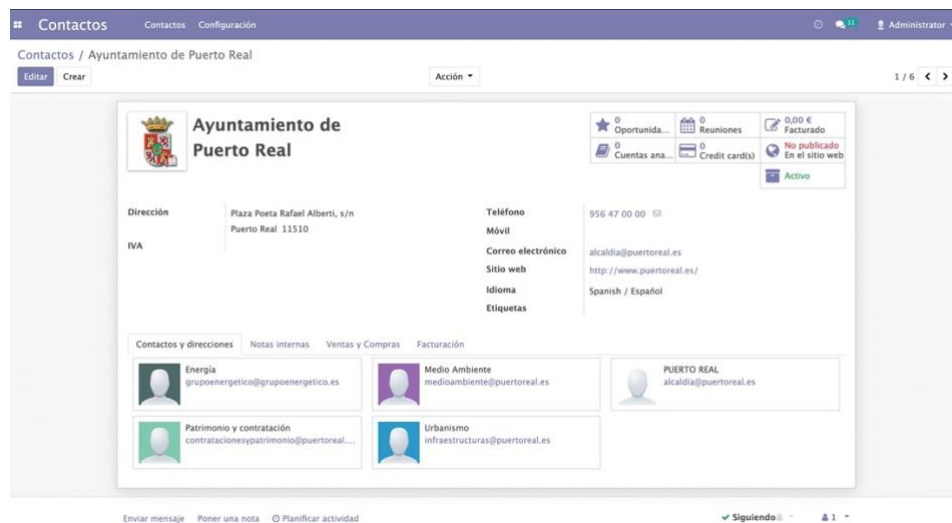 Contactos Contactos Configuración 11 Administrator
Contactos / Ayuntamiento de Puerto Real
Editar Crear Acción 1 / 6
Ayuntamiento de
Puerto Real
0
Oportunida...
0
Reuniones
0,00 €
Facturado
0
Cuentas ana...
0
Credit card(s)
No publicado
En el sitio web
Activo
Dirección Plaza Poeta Rafael Alberti, s/n
Puerto Real 11510
IVA
Teléfono 956 47 00 00
Móvil
Correo electrónico alcaldia@puertoreal.es
Sitio web http://www.puertoreal.es/
Idioma Spanish / Español
Etiquetas
Contactos y direcciones Notas internas Ventas y Compras Facturación
Energía
grupoenergetico@grupoenergetico.es
Medio Ambiente
medioambiente@puertoreal.es
PUERTO REAL
alcaldia@puertoreal.es
Patrimonio y contratación
contratacionesypatrimonio@puertoreal....
Urbanismo
infraestructuras@puertoreal.es
Enviar mensaje Poner una nota Planificar actividad Siguiendo 1